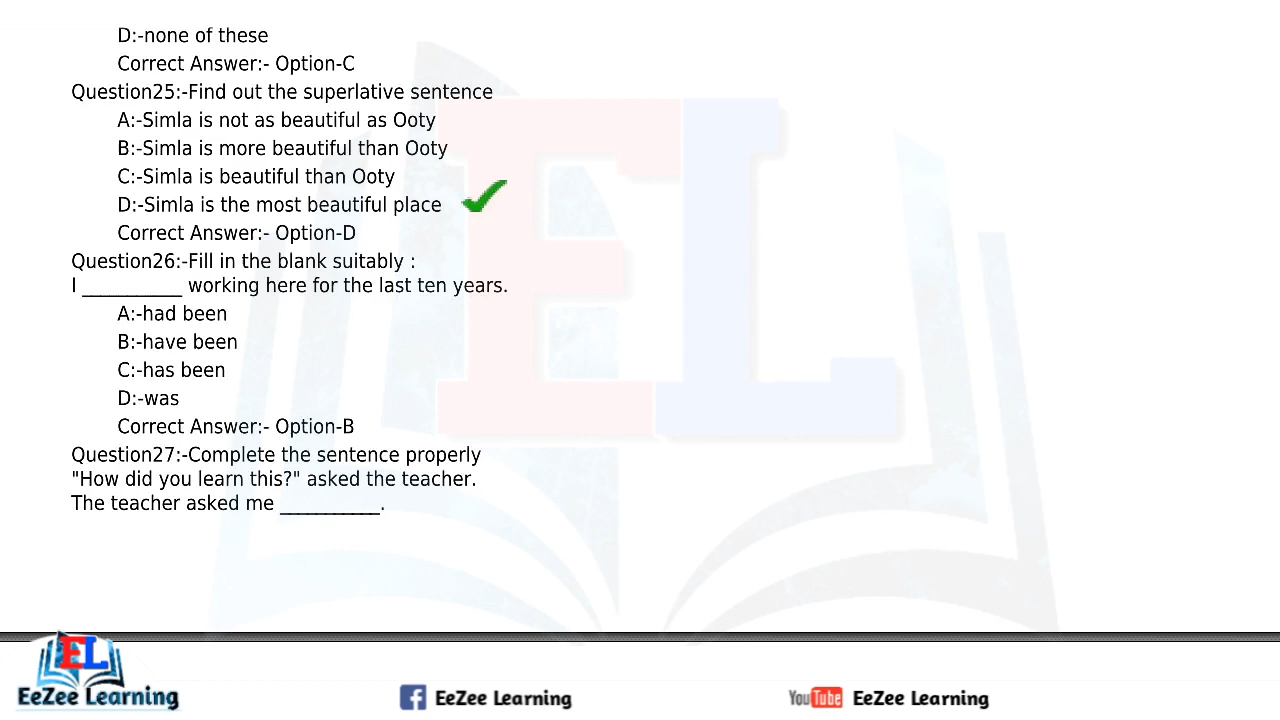 D:-none of these
Correct Answer:- Option-C
Question25:-Find out the superlative sentence
A:-Simla is not as beautiful as Ooty
B:-Simla is more beautiful than Ooty
C:-Simla is beautiful than Ooty
D:-Simla is the most beautiful place
Correct Answer:- Option-D
Question26:-Fill in the blank suitably :
I __________ working here for the last ten years.
A:-had been
B:-have been
C:-has been
D:-was
Correct Answer:- Option-B
Question27:-Complete the sentence properly
"How did you learn this?" asked the teacher.
The teacher asked me __________.
EL
EL
EeZee Learning
EeZee Learning
YouTube EeZee Learning